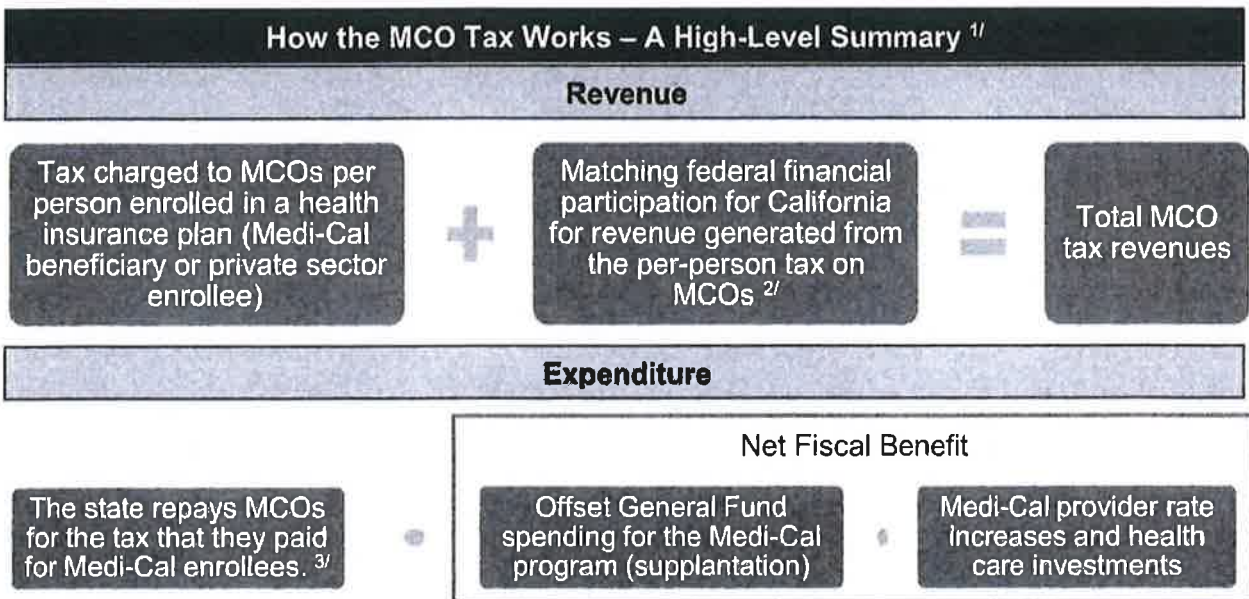 How the MCO Tax Works – A High-Level Summary 1/
Revenue
Tax charged to MCOs per
person enrolled in a health
insurance plan (Medi-Cal
beneficiary or private sector
enrollee)
+
Matching federal financial
participation for California
for revenue generated from
the per-person tax on
MCOs 2/
=
Total MCO
tax revenues
Expenditure
The state repays MCOs
for the tax that they paid
for Medi-Cal enrollees. 3/
Net Fiscal Benefit
Offset General Fund
spending for the Medi-Cal
program (supplantation)
Medi-Cal provider rate
increases and health
care investments